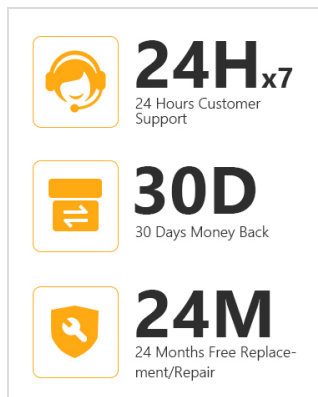 24Hx7
24 Hours Customer
Support
30D
30 Days Money Back
24M
24 Months Free Replace-
ment/Repair